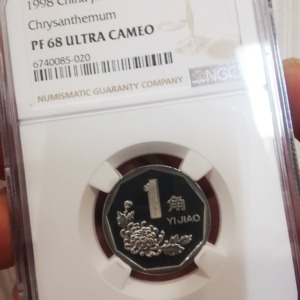 1998 China
Chrysanthemum
PF 68 ULTRA CAMEO
6740085-020
NUMISMATIC GUARANTY COMPANY
NGC
1
角
YI JIAO